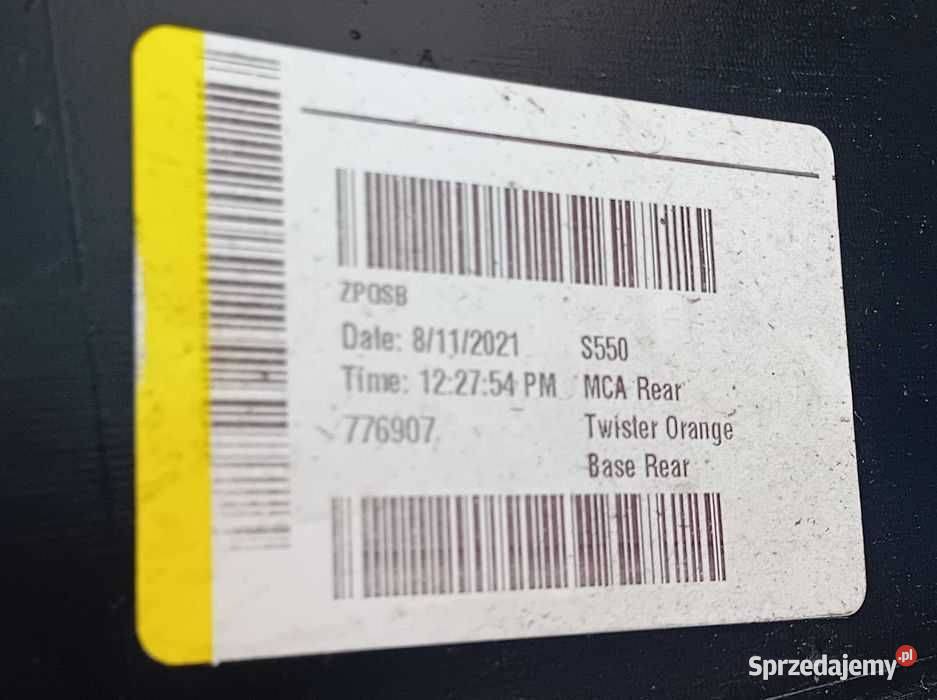 ZPOSB
Date: 8/11/2021
Time: 12:27:54 PM
776907
S550
MCA Rear
Twister Orange
Base Rear
Sprzedajemy.pl